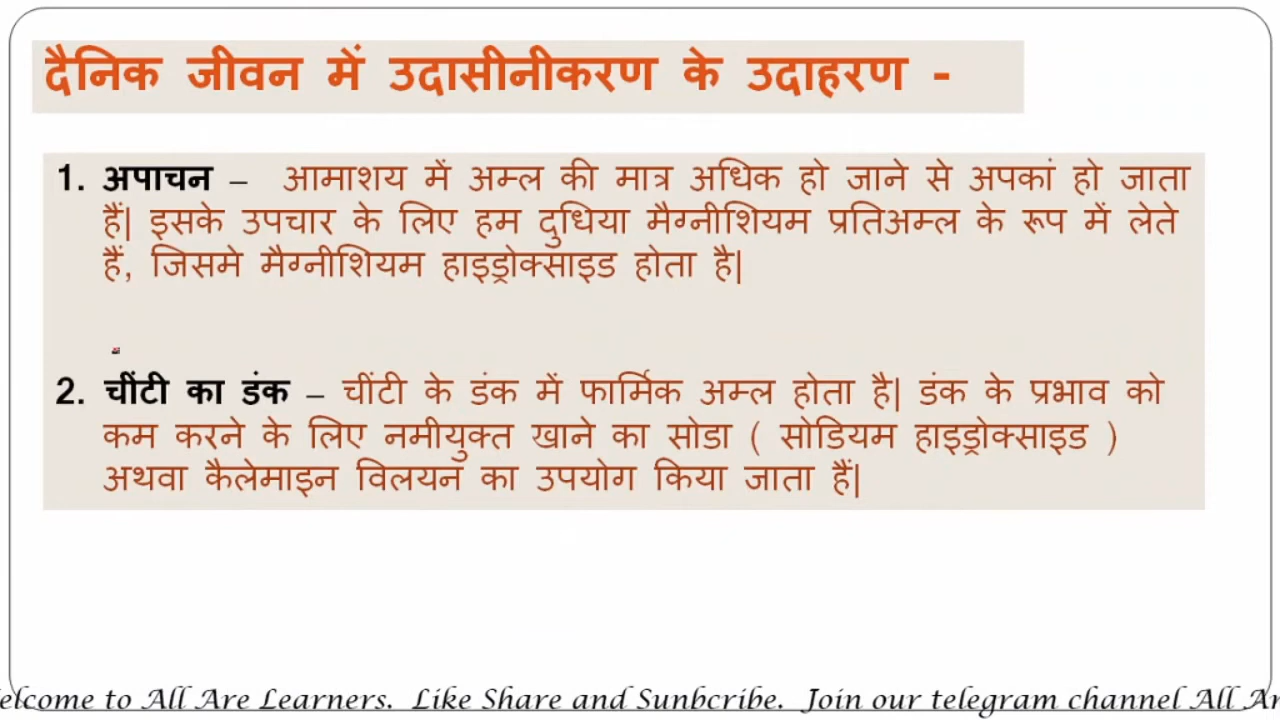 दैनिक जीवन में उदासीनीकरण के उदाहरण -
1. अपाचन – आमाशय में अम्ल की मात्र अधिक हो जाने से अपकां हो जाता
हैं| इसके उपचार के लिए हम दुधिया मैग्नीशियम प्रतिअम्ल के रूप में लेते
हैं, जिसमे मैग्नीशियम हाइड्रोक्साइड होता है|
2. चींटी का डंक – चींटी के डंक में फार्मिक अम्ल होता है| डंक के प्रभाव को
कम करने के लिए नमीयुक्त खाने का सोडा ( सोडियम हाइड्रोक्साइड )
अथवा कैलेमाइन विलयन का उपयोग किया जाता हैं|
elcome to All Are Learners. Like Share and Sunbcribe. Join our telegram channel All Ar